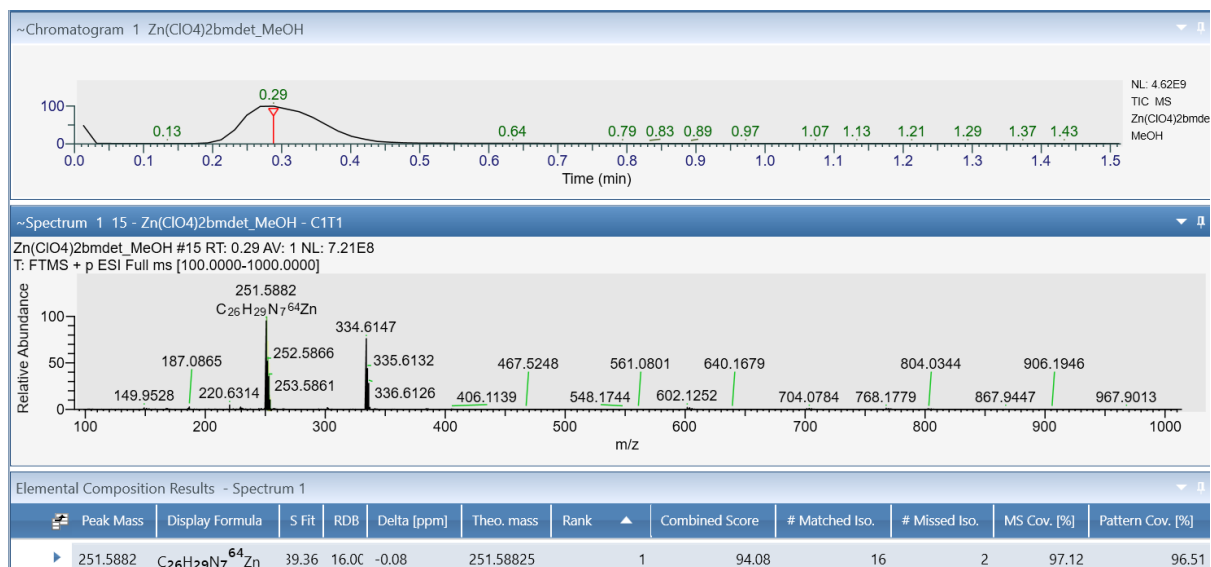 ~Chromatogram 1 Zn(ClO4)2bmdet_MeOH
NL: 4.62E9
TIC MS
Zn(ClO4)2bmde
MeOH
100
0
0.13 0.29 0.64 0.79 0.83 0.89 0.97 1.07 1.13 1.21 1.29 1.37 1.43
0.0 0.1 0.2 0.3 0.4 0.5 0.6 0.7 0.8 0.9 1.0 1.1 1.2 1.3 1.4 1.5
Time (min)
~Spectrum 1 15 - Zn(ClO4)2bmdet_MeOH - C1T1
Zn(ClO4)2bmdet_MeOH #15 RT: 0.29 AV: 1 NL: 7.21E8
T: FTMS + p ESI Full ms [100.0000-1000.0000]
Relative Abundance
100
50
0
251.5882
C26H29N7 64Zn
334.6147
187.0865 252.5866 335.6132 467.5248 561.0801 640.1679 804.0344 906.1946
149.9528 220.6314 253.5861 336.6126 406.1139 548.1744 602.1252 704.0784 768.1779 867.9447 967.9013
100 200 300 400 500 600 700 800 900 1000
m/z
Elemental Composition Results - Spectrum 1
Peak Mass Display Formula S Fit RDB Delta [ppm] Theo. mass Rank Combined Score # Matched Iso. # Missed Iso. MS Cov. [%] Pattern Cov. [%]
251.5882 C26H29N7 64Zn 39.36 16.00 -0.08 251.58825 1 94.08 16 2 97.12 96.51